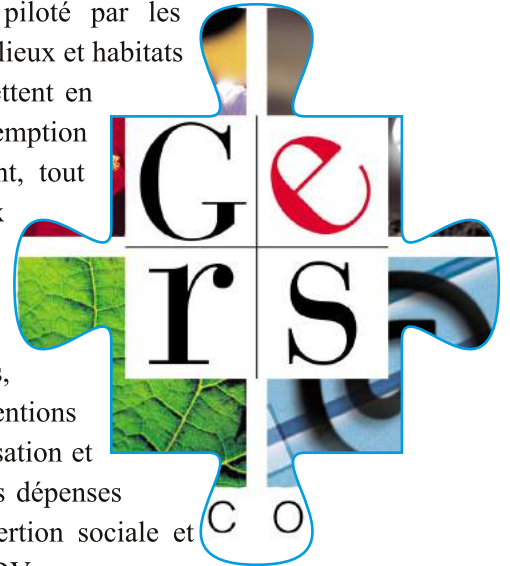 piloté par les
lieux et habitats
ttent en
emption
nt, tout
x
G e
r s
s,
entions
sation et
s dépenses
ertion sociale et
C O